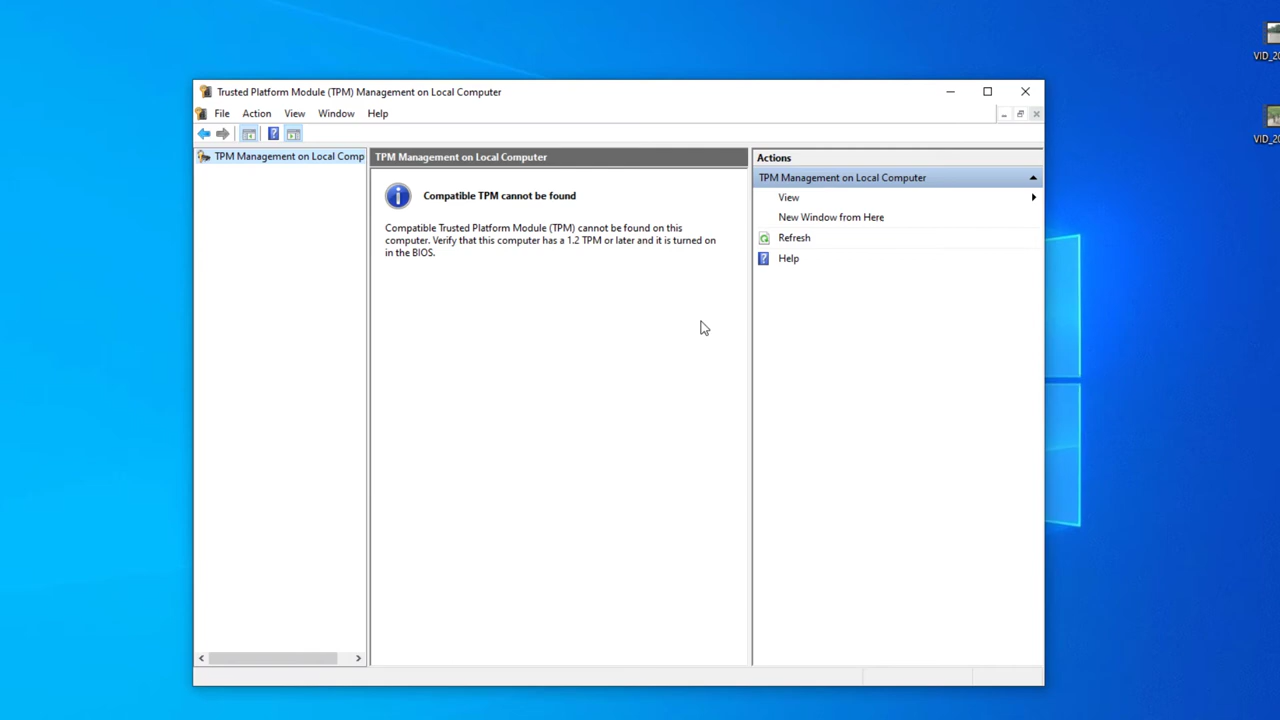 VID_20
VID_20
Trusted Platform Module (TPM) Management on Local Computer
File Action View Window Help
TPM Management on Local Comp
TPM Management on Local Computer
Compatible TPM cannot be found
Compatible Trusted Platform Module (TPM) cannot be found on this
computer. Verify that this computer has a 1.2 TPM or later and it is turned on
in the BIOS.
Actions
TPM Management on Local Computer
View
New Window from Here
Refresh
Help